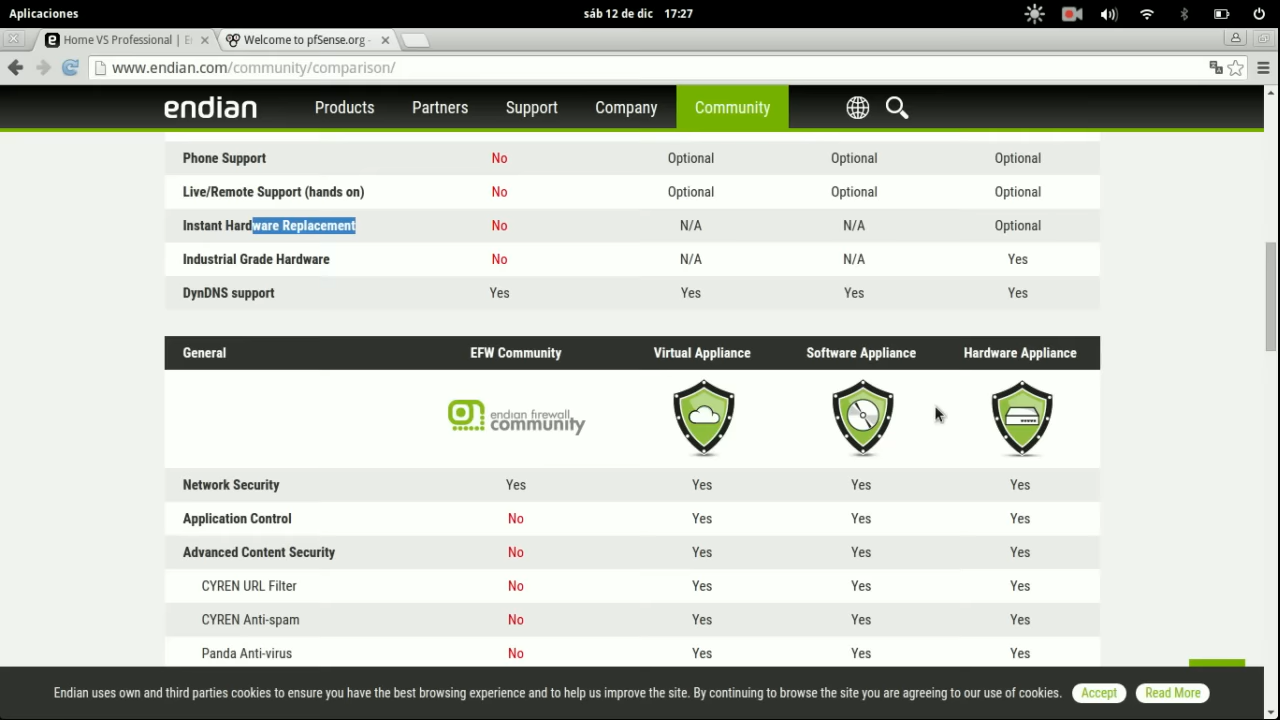 Aplicaciones sáb 12 de dic 17:27
Home VS Professional | E Welcome to pfSense.org -
www.endian.com/community/comparison/
endian Products Partners Support Company Community
Phone Support No Optional Optional Optional
Live/Remote Support (hands on) No Optional Optional Optional
Instant Hardware Replacement No N/A N/A Optional
Industrial Grade Hardware No N/A N/A Yes
DynDNS support Yes Yes Yes Yes
General EFW Community Virtual Appliance Software Appliance Hardware Appliance
endian firewall
community
Network Security Yes Yes Yes Yes
Application Control No Yes Yes Yes
Advanced Content Security No Yes Yes Yes
CYREN URL Filter No Yes Yes Yes
CYREN Anti-spam No Yes Yes Yes
Panda Anti-virus No Yes Yes Yes
Endian uses own and third parties cookies to ensure you have the best browsing experience and to help us improve the site. By continuing to browse the site you are agreeing to our use of cookies. Accept Read More